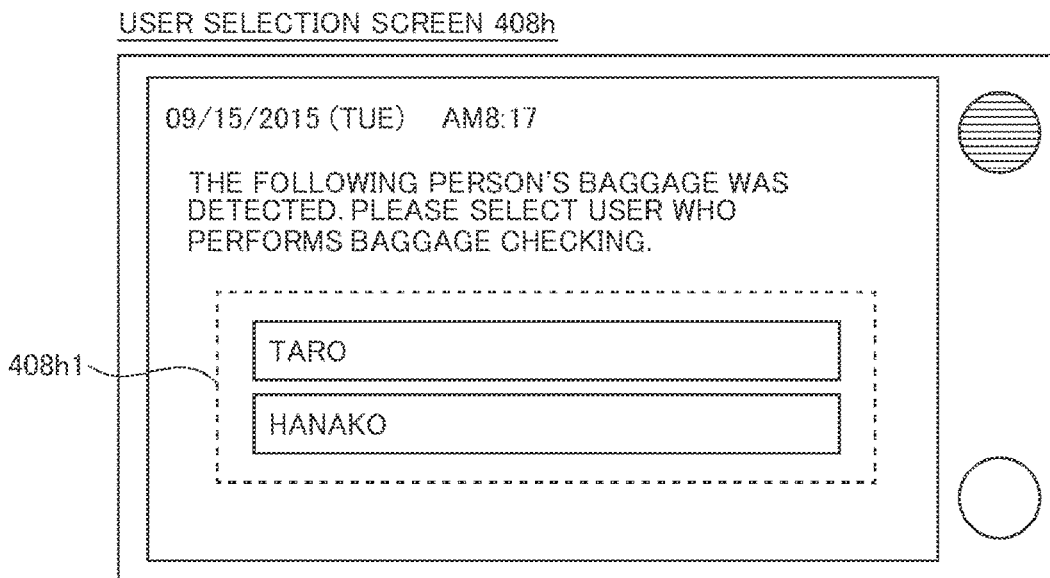 USER SELECTION SCREEN 408h
09/15/2015 (TUE) AM8:17
THE FOLLOWING PERSON'S BAGGAGE WAS
DETECTED. PLEASE SELECT USER WHO
PERFORMS BAGGAGE CHECKING.
408h1
TARO
HANAKO